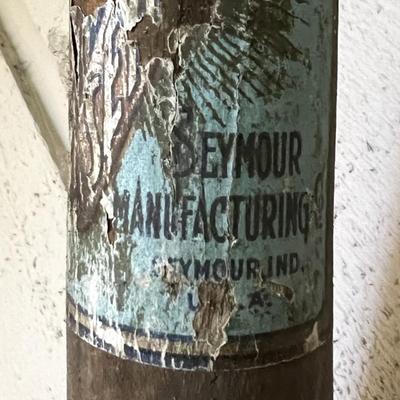 SEYMOUR
MANUFACTURING C
SEYMOUR, IND.
U.S.A.